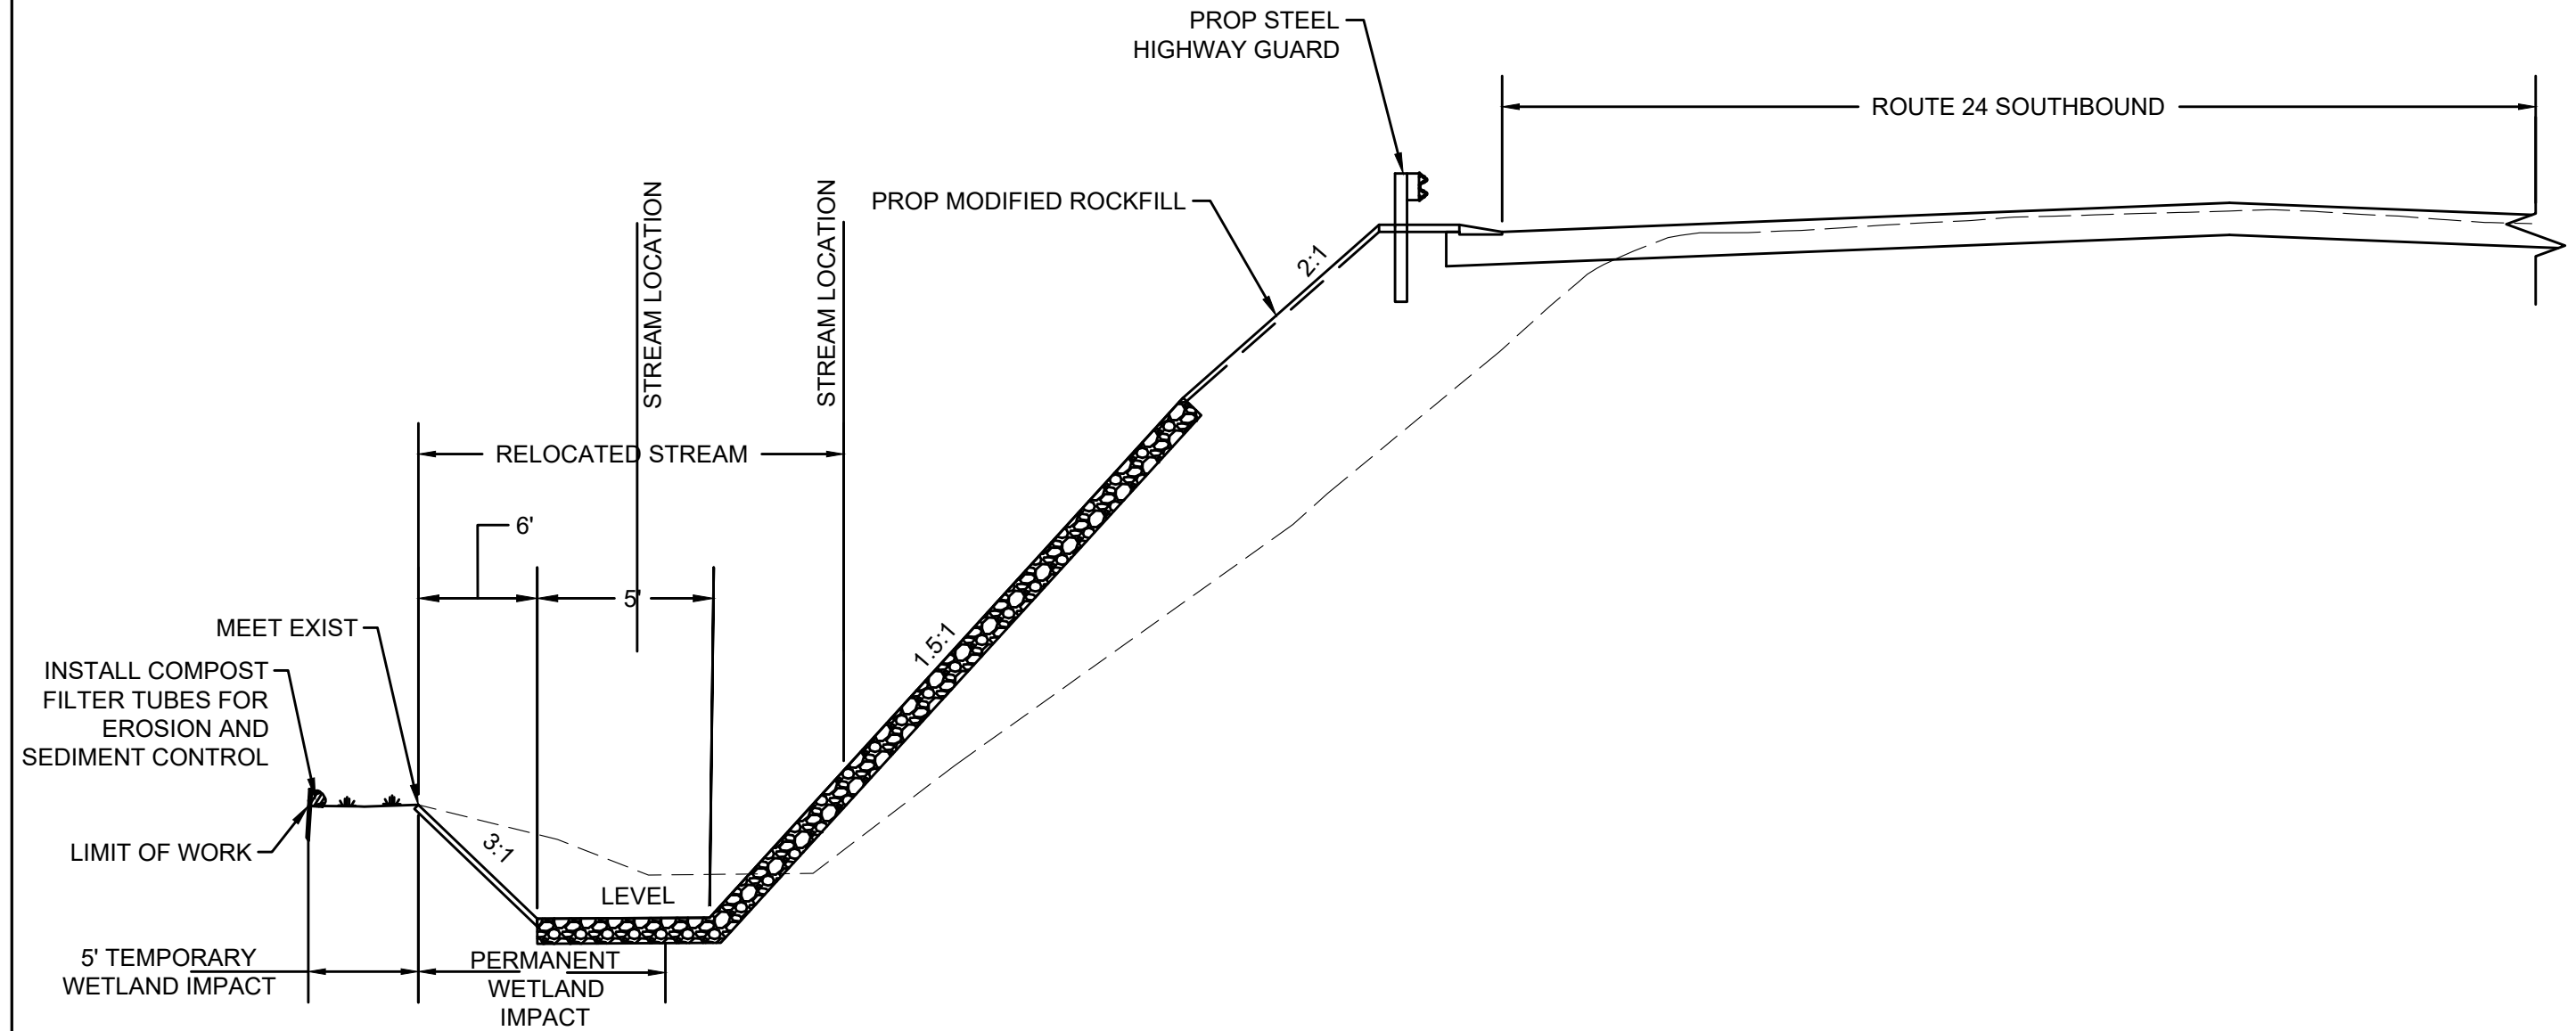 PROP STEEL
HIGHWAY GUARD
ROUTE 24 SOUTHBOUND
PROP MODIFIED ROCKFILL
STREAM LOCATION
STREAM LOCATION
2:1
RELOCATED STREAM
6'
5'
MEET EXIST
INSTALL COMPOST
FILTER TUBES FOR
EROSION AND
SEDIMENT CONTROL
1.5:1
LIMIT OF WORK
3:1
LEVEL
5' TEMPORARY
WETLAND IMPACT
PERMANENT
WETLAND
IMPACT